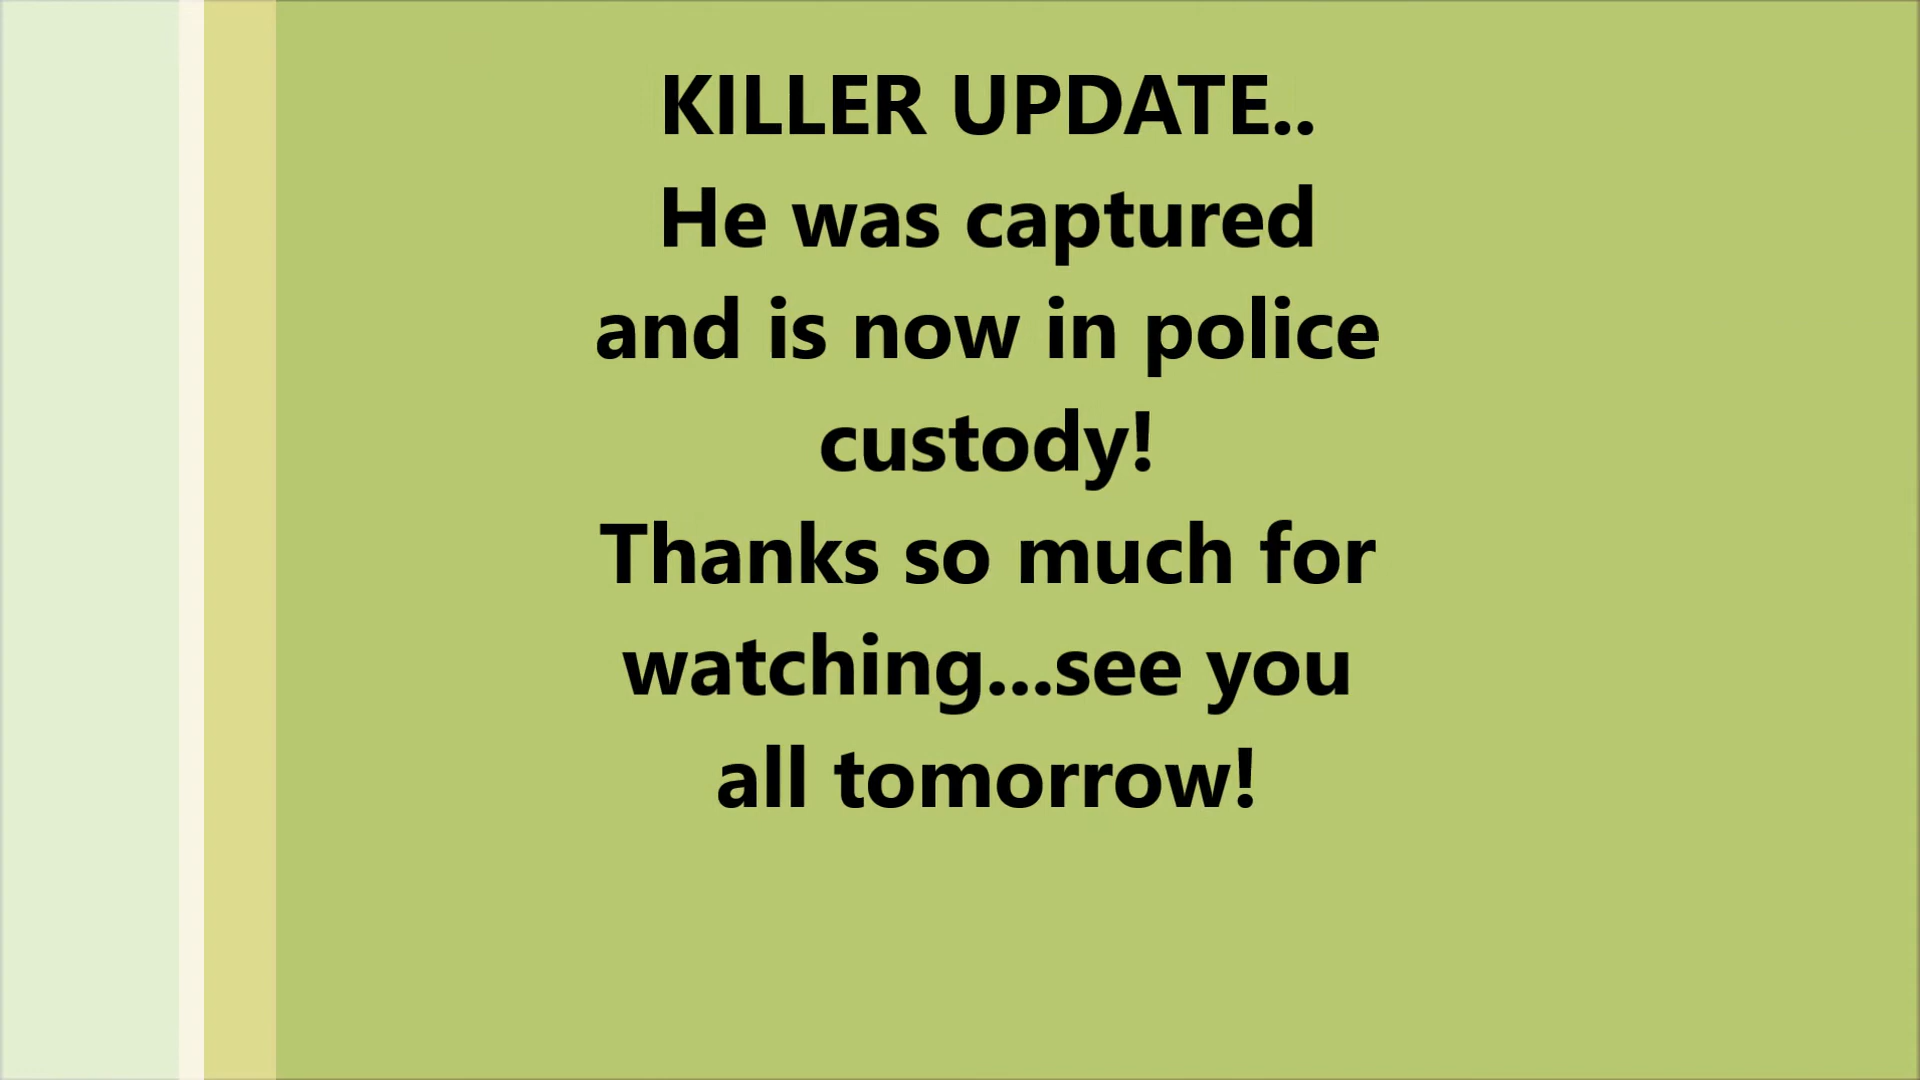 KILLER UPDATE..
He was captured
and is now in police
custody!
Thanks so much for
watching...see you
all tomorrow!